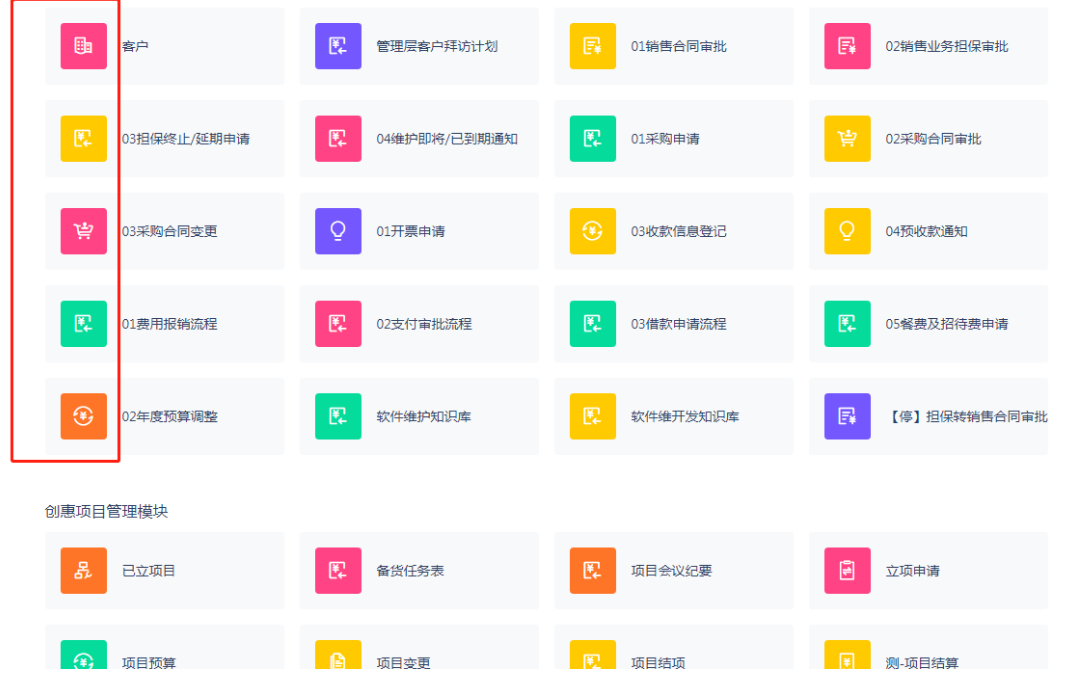 客户
管理层客户拜访计划
01销售合同审批
02销售业务担保审批
03担保终止/延期申请
04维护即将/已到期通知
01采购申请
02采购合同审批
03采购合同变更
01开票申请
03收款信息登记
04预收款通知
01费用报销流程
02支付审批流程
03借款申请流程
05餐费及招待费申请
02年度预算调整
软件维护知识库
软件维开发知识库
【停】担保转销售合同审批
创惠项目管理模块
已立项目
备货任务表
项目会议纪要
立项申请
项目预算
项目变更
项目结项
测-项目结算